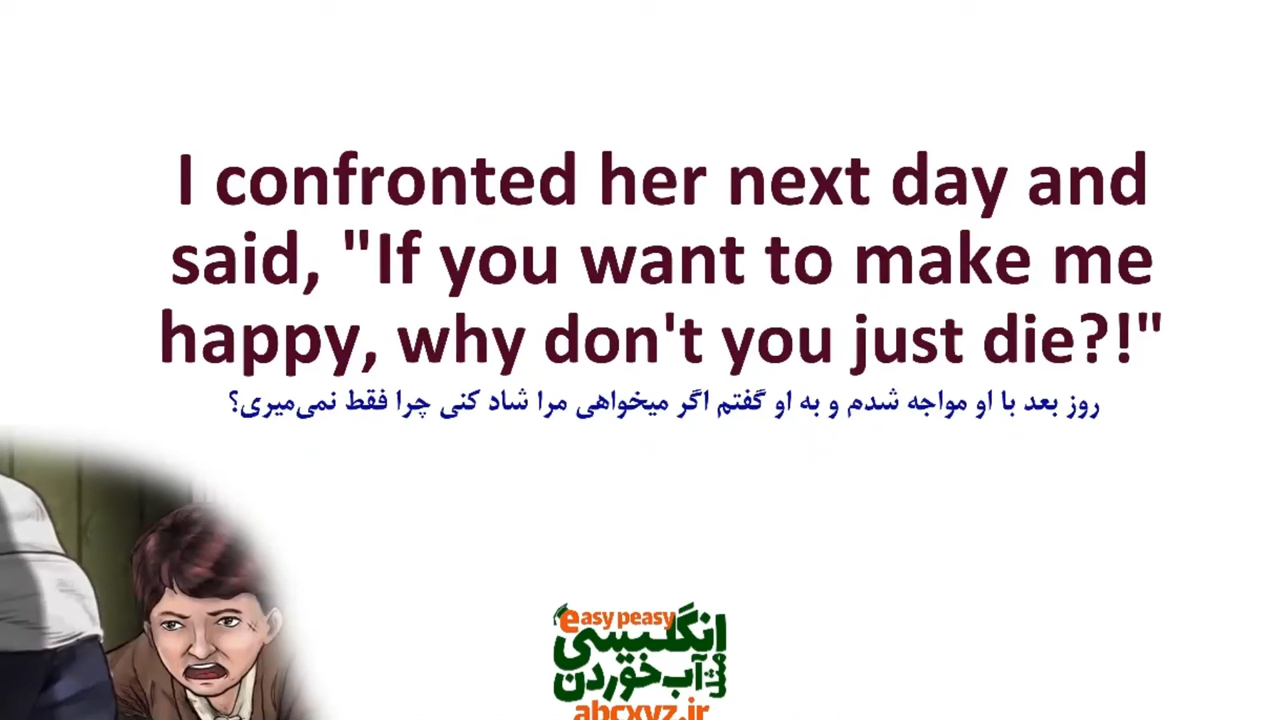 I confronted her next day and
said, "If you want to make me
happy, why don't you just die?!"
روز بعد با او مواجه شدم و به او گفتم اگر میخواهی مرا شاد کنی چرا فقط نمی‌میری؟
easy peasy
انگلیسی
مثل آب خوردن
abcxyz.ir